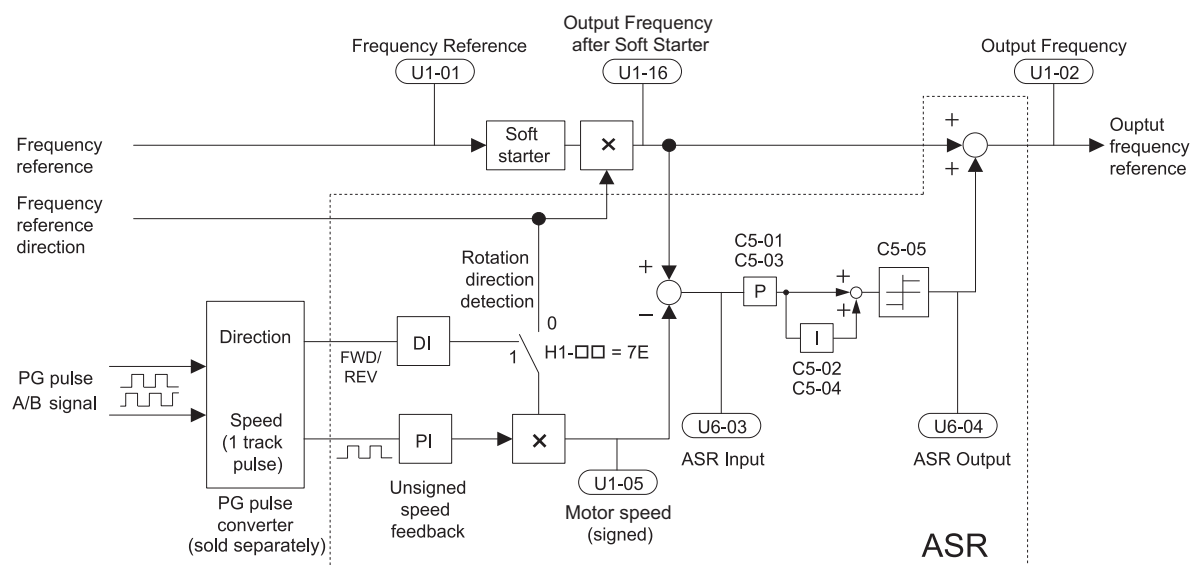 Frequency Reference
U1-01
Output Frequency
after Soft Starter
U1-16
Output Frequency
U1-02
Frequency
reference
Soft
starter
×
+
+
Ouptut
frequency
reference
Frequency
reference
direction
Rotation
direction
detection
+
−
C5-01
C5-03
P
I
C5-02
C5-04
+
+
C5-05
0
1
H1-□□ = 7E
Direction
FWD/
REV
DI
PG pulse
A/B signal
Speed
(1 track
pulse)
PI
×
U6-03
ASR Input
U6-04
ASR Output
U1-05
Motor speed
(signed)
Unsigned
speed
feedback
PG pulse
converter
(sold separately)
ASR